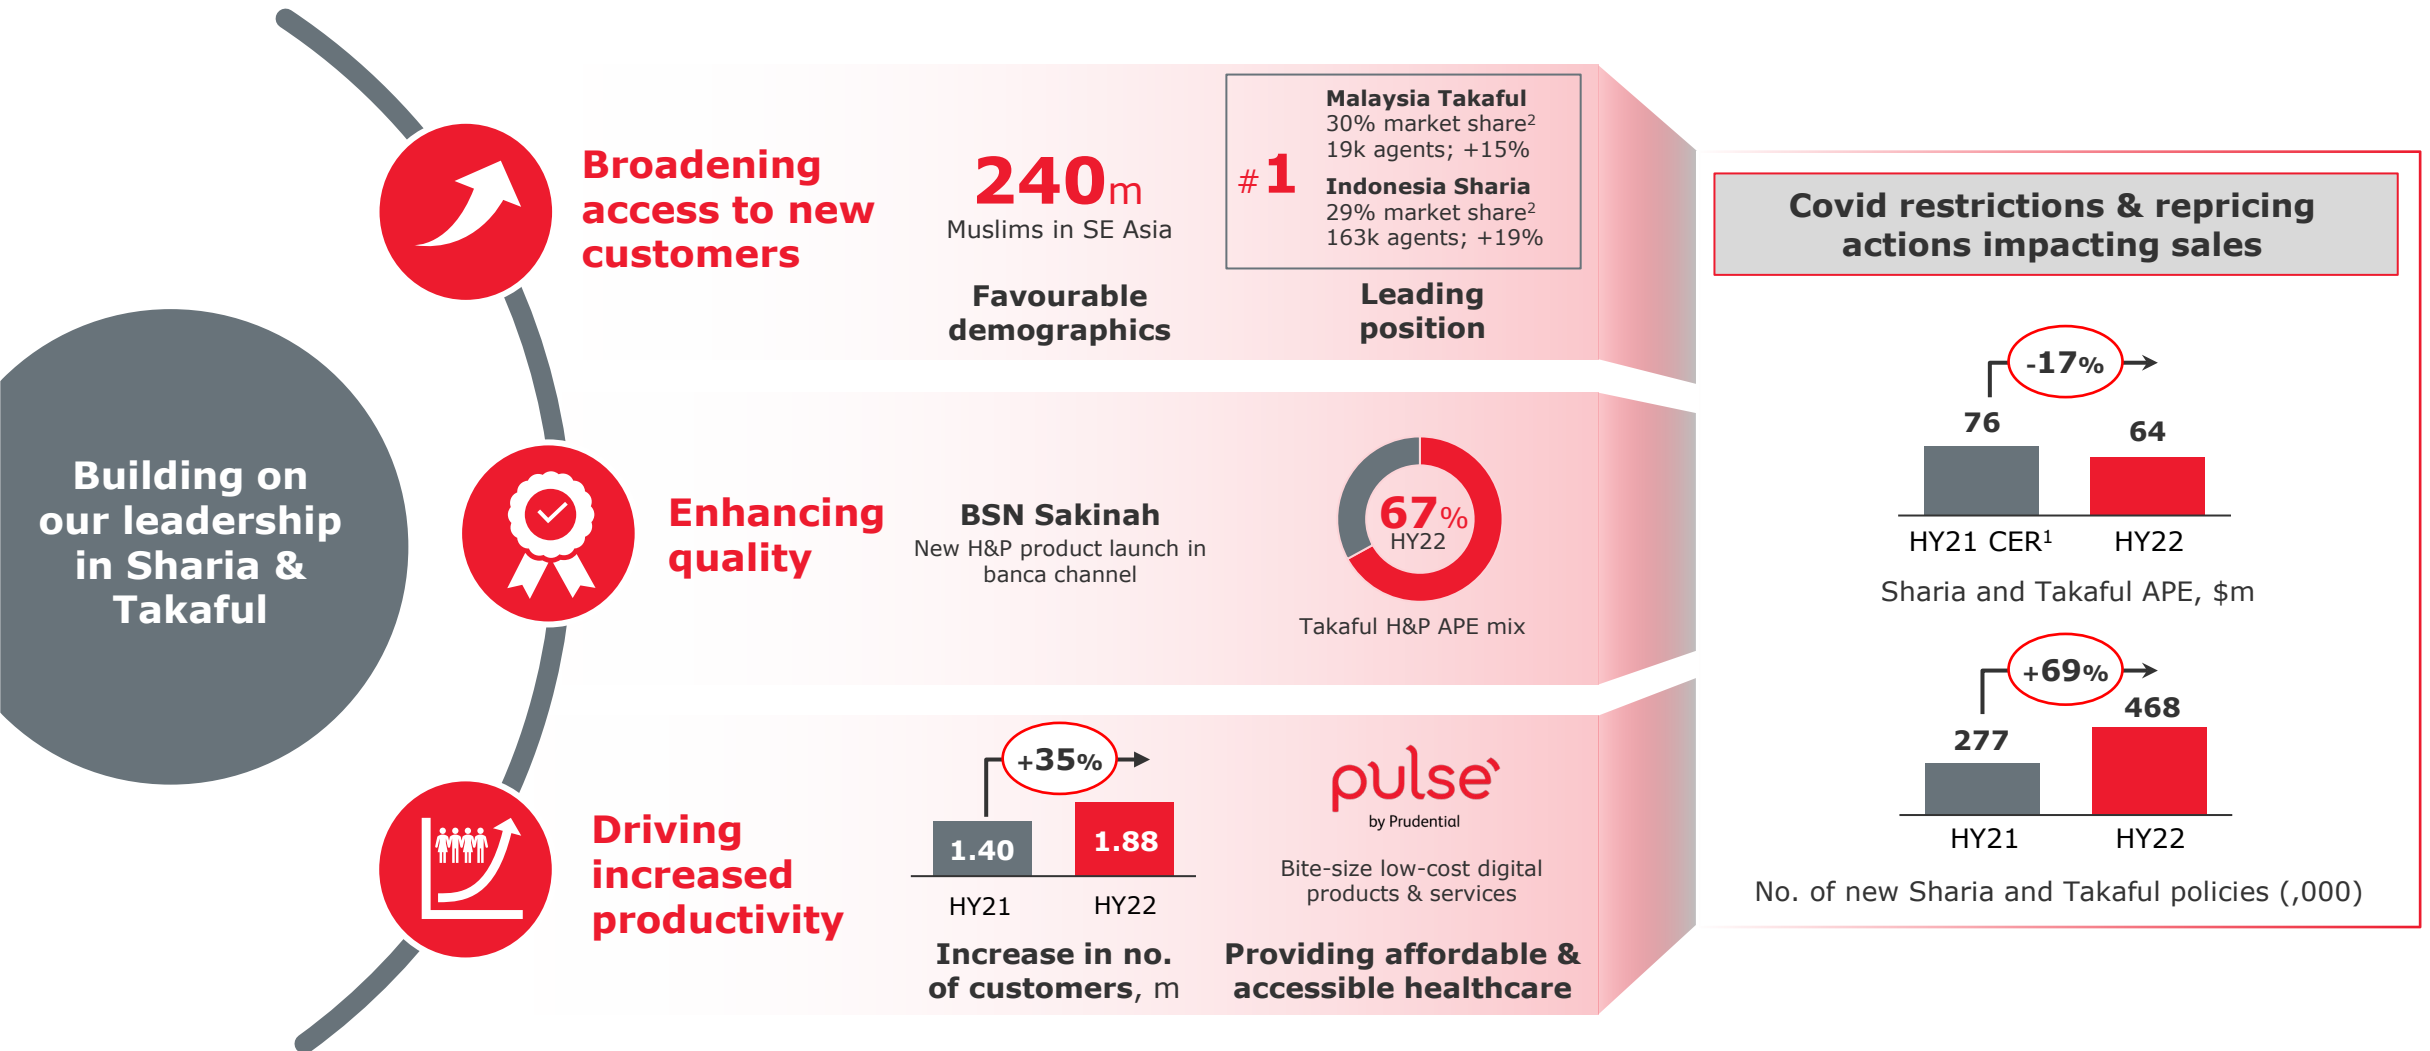 Building on
our leadership
in Sharia &
Takaful
Broadening
access to new
customers
240m
Muslims in SE Asia
Favourable
demographics
#1
Malaysia Takaful
30% market share²
19k agents; +15%
Indonesia Sharia
29% market share²
163k agents; +19%
Leading
position
Enhancing
quality
BSN Sakinah
New H&P product launch in
banca channel
67%
HY22
Takaful H&P APE mix
Driving
increased
productivity
+35%
1.40
1.88
HY21
HY22
Increase in no.
of customers, m
pulse
by Prudential
Bite-size low-cost digital
products & services
Providing affordable &
accessible healthcare
Covid restrictions & repricing
actions impacting sales
-17%
76
64
HY21 CER¹
HY22
Sharia and Takaful APE, $m
+69%
277
468
HY21
HY22
No. of new Sharia and Takaful policies (,000)